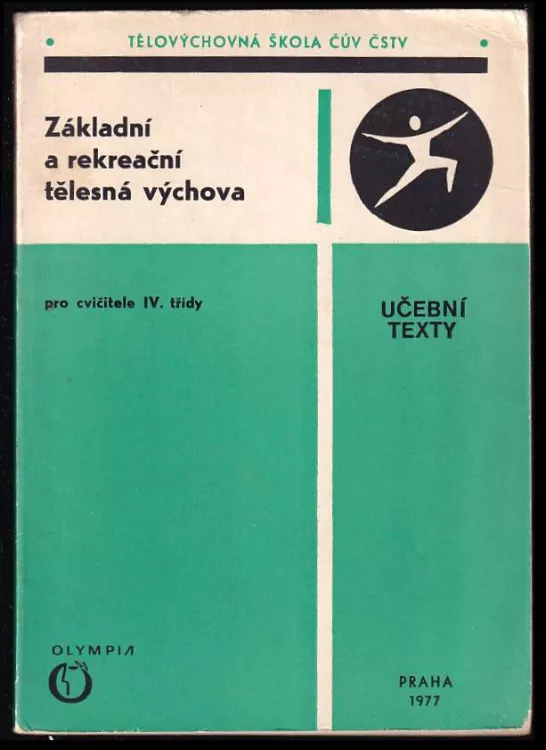 TĚLOVÝCHOVNÁ ŠKOLA ČÚV ČSTV
Základní
a rekreační
tělesná výchova
pro cvičitele IV. třídy
UČEBNÍ
TEXTY
OLYMPIA
PRAHA
1977